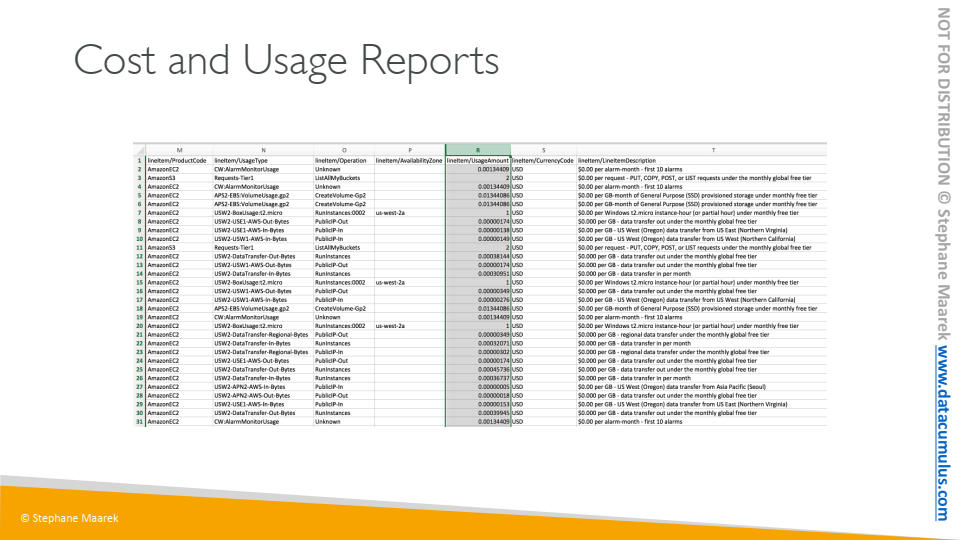 Cost and Usage Reports
M N O P R S T
1 lineItem/ProductCode lineItem/UsageType lineItem/Operation lineItem/AvailabilityZone lineItem/UsageAmount lineItem/CurrencyCode lineItem/LineItemDescription
2 AmazonEC2 CW:AlarmMonitorUsage Unknown 0.00134409 USD $0.00 per alarm-month - first 10 alarms
3 AmazonS3 Requests-Tier1 ListAllMyBuckets 2 USD $0.00 per request - PUT, COPY, POST, or LIST requests under the monthly global free tier
4 AmazonEC2 CW:AlarmMonitorUsage Unknown 0.00134409 USD $0.00 per alarm-month - first 10 alarms
5 AmazonEC2 APS2-EBS:VolumeUsage.gp2 CreateVolume-Gp2 0.01344086 USD $0.00 per GB-month of General Purpose (SSD) provisioned storage under monthly free tier
6 AmazonEC2 APS2-EBS:VolumeUsage.gp2 CreateVolume-Gp2 0.01344086 USD $0.00 per GB-month of General Purpose (SSD) provisioned storage under monthly free tier
7 AmazonEC2 USW2-BoxUsage:t2.micro RunInstances:0002 us-west-2a 1 USD $0.00 per Windows t2.micro instance-hour (or partial hour) under monthly free tier
8 AmazonEC2 USW2-USE1-AWS-Out-Bytes PublicIP-Out 0.00000174 USD $0.000 per GB - data transfer out under the monthly global free tier
9 AmazonEC2 USW2-USE1-AWS-In-Bytes PublicIP-In 0.00000138 USD $0.00 per GB - US West (Oregon) data transfer from US East (Northern Virginia)
10 AmazonEC2 USW2-USW1-AWS-In-Bytes PublicIP-In 0.00000149 USD $0.00 per GB - US West (Oregon) data transfer from US West (Northern California)
11 AmazonS3 Requests-Tier1 ListAllMyBuckets 2 USD $0.00 per request - PUT, COPY, POST, or LIST requests under the monthly global free tier
12 AmazonEC2 USW2-DataTransfer-Out-Bytes RunInstances 0.00038144 USD $0.000 per GB - data transfer out under the monthly global free tier
13 AmazonEC2 USW2-USW1-AWS-Out-Bytes PublicIP-Out 0.00000174 USD $0.000 per GB - data transfer out under the monthly global free tier
14 AmazonEC2 USW2-DataTransfer-In-Bytes RunInstances 0.00030951 USD $0.000 per GB - data transfer in per month
15 AmazonEC2 USW2-BoxUsage:t2.micro RunInstances:0002 us-west-2a 1 USD $0.00 per Windows t2.micro instance-hour (or partial hour) under monthly free tier
16 AmazonEC2 USW2-USW1-AWS-Out-Bytes PublicIP-Out 0.00000349 USD $0.000 per GB - data transfer out under the monthly global free tier
17 AmazonEC2 USW2-USW1-AWS-In-Bytes PublicIP-In 0.00000276 USD $0.00 per GB - US West (Oregon) data transfer from US West (Northern California)
18 AmazonEC2 APS2-EBS:VolumeUsage.gp2 CreateVolume-Gp2 0.01344086 USD $0.00 per GB-month of General Purpose (SSD) provisioned storage under monthly free tier
19 AmazonEC2 CW:AlarmMonitorUsage Unknown 0.00134409 USD $0.00 per alarm-month - first 10 alarms
20 AmazonEC2 USW2-BoxUsage:t2.micro RunInstances:0002 us-west-2a 1 USD $0.00 per Windows t2.micro instance-hour (or partial hour) under monthly free tier
21 AmazonEC2 USW2-DataTransfer-Regional-Bytes PublicIP-Out 0.00000349 USD $0.000 per GB - regional data transfer under the monthly global free tier
22 AmazonEC2 USW2-DataTransfer-In-Bytes RunInstances 0.00032071 USD $0.000 per GB - data transfer in per month
23 AmazonEC2 USW2-DataTransfer-Regional-Bytes PublicIP-In 0.00000302 USD $0.000 per GB - regional data transfer under the monthly global free tier
24 AmazonEC2 USW2-USE1-AWS-Out-Bytes PublicIP-Out 0.00000174 USD $0.000 per GB - data transfer out under the monthly global free tier
25 AmazonEC2 USW2-DataTransfer-Out-Bytes RunInstances 0.00045736 USD $0.000 per GB - data transfer out under the monthly global free tier
26 AmazonEC2 USW2-DataTransfer-In-Bytes RunInstances 0.00036737 USD $0.000 per GB - data transfer in per month
27 AmazonEC2 USW2-APN2-AWS-In-Bytes PublicIP-In 0.00000005 USD $0.00 per GB - US West (Oregon) data transfer from Asia Pacific (Seoul)
28 AmazonEC2 USW2-APN2-AWS-Out-Bytes PublicIP-Out 0.00000018 USD $0.000 per GB - data transfer out under the monthly global free tier
29 AmazonEC2 USW2-USE1-AWS-In-Bytes PublicIP-In 0.00000153 USD $0.00 per GB - US West (Oregon) data transfer from US East (Northern Virginia)
30 AmazonEC2 USW2-DataTransfer-Out-Bytes RunInstances 0.00039945 USD $0.000 per GB - data transfer out under the monthly global free tier
31 AmazonEC2 CW:AlarmMonitorUsage Unknown 0.00134409 USD $0.00 per alarm-month - first 10 alarms
© Stephane Maarek
NOT FOR DISTRIBUTION © Stephane Maarek www.datacumulus.com